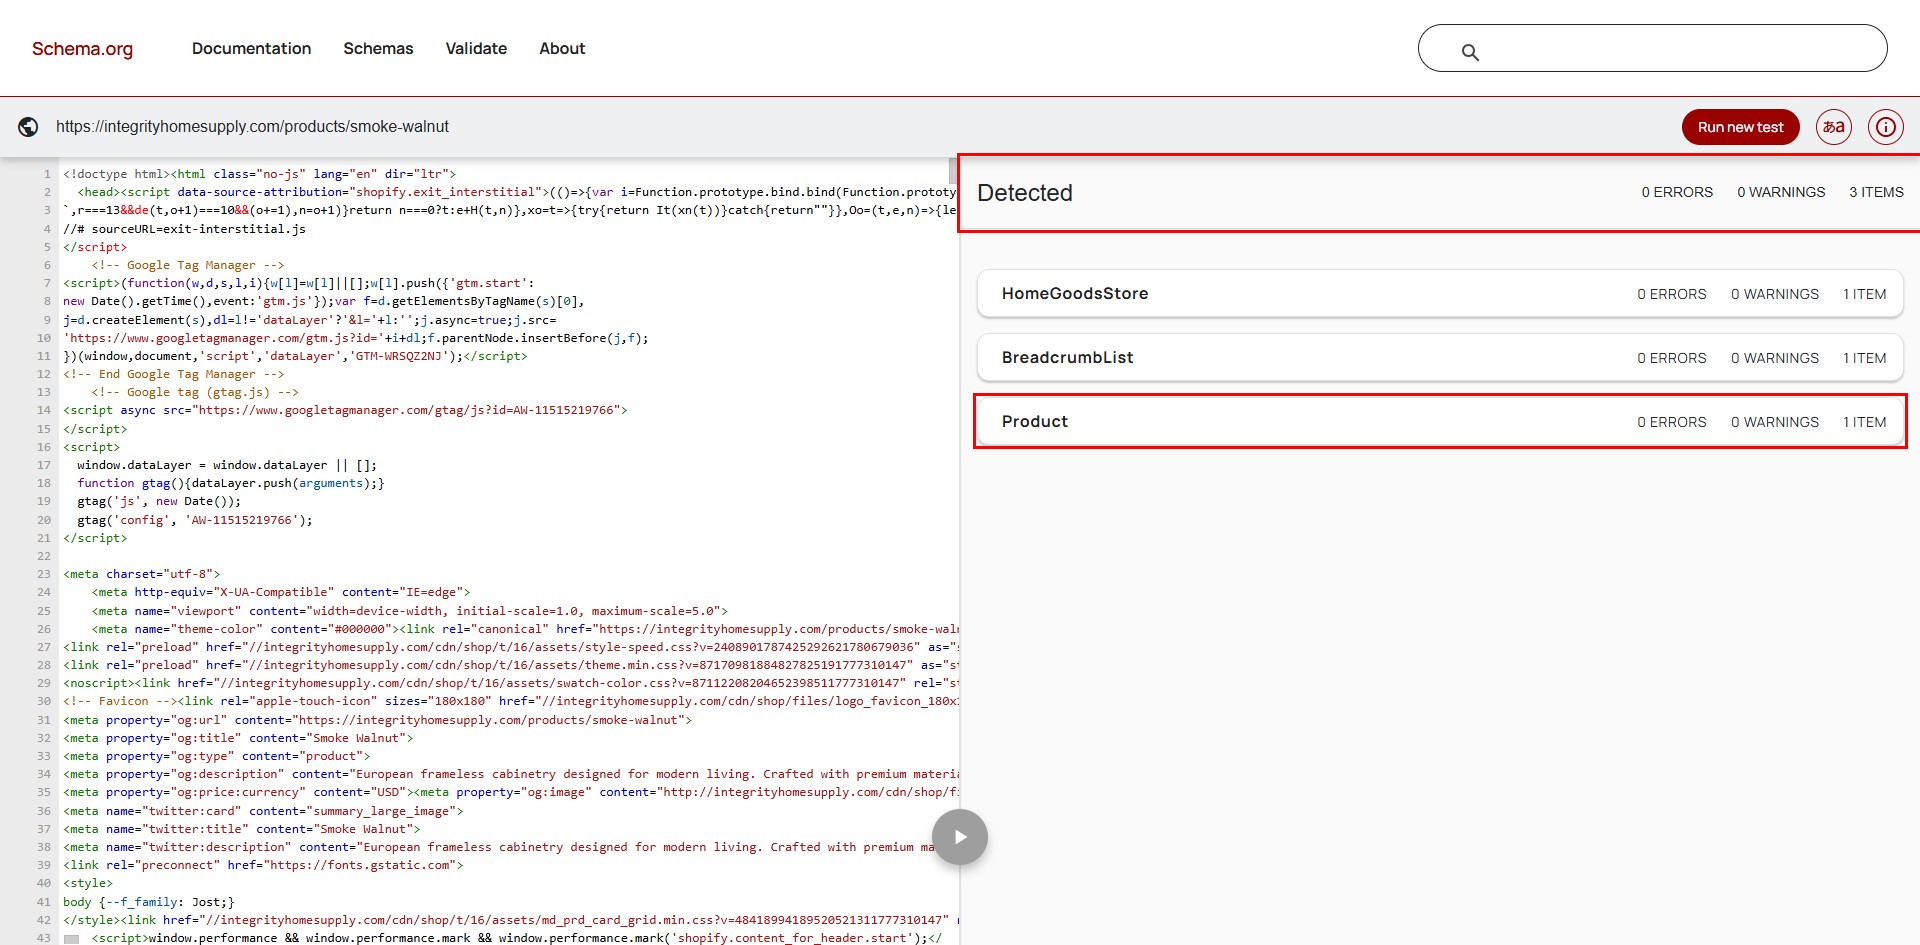 Schema.org
Documentation Schemas Validate About
https://integrityhomesupply.com/products/smoke-walnut
Run new test
あa
1 <!doctype html><html class="no-js" lang="en" dir="ltr">
2 <head><script data-source-attribution="shopify.exit_interstitial">(()=>{var i=Function.prototype.bind.bind(Function.prototy
3 `,r===13&&de(t,o+1)===10&&(o+=1),n=o+1)}return n===0?t:e+H(t,n)},xo=t=>{try{return It(xn(t))}catch{return""}},Oo=(t,e,n)=>{le
4 //# sourceURL=exit-interstitial.js
5 </script>
6 <!-- Google Tag Manager -->
7 <script>(function(w,d,s,l,i){w[l]=w[l]||[];w[l].push({'gtm.start':
8 new Date().getTime(),event:'gtm.js'});var f=d.getElementsByTagName(s)[0],
9 j=d.createElement(s),dl=l!='dataLayer'?'&l='+l:'';j.async=true;j.src=
10 'https://www.googletagmanager.com/gtm.js?id='+i+dl;f.parentNode.insertBefore(j,f);
11 })(window,document,'script','dataLayer','GTM-WRSQZ2NJ');</script>
12 <!-- End Google Tag Manager -->
13 <!-- Google tag (gtag.js) -->
14 <script async src="https://www.googletagmanager.com/gtag/js?id=AW-11515219766">
15 </script>
16 <script>
17 window.dataLayer = window.dataLayer || [];
18 function gtag(){dataLayer.push(arguments);}
19 gtag('js', new Date());
20 gtag('config', 'AW-11515219766');
21 </script>
22
23 <meta charset="utf-8">
24 <meta http-equiv="X-UA-Compatible" content="IE=edge">
25 <meta name="viewport" content="width=device-width, initial-scale=1.0, maximum-scale=5.0">
26 <meta name="theme-color" content="#000000"><link rel="canonical" href="https://integrityhomesupply.com/products/smoke-waln
27 <link rel="preload" href="//integrityhomesupply.com/cdn/shop/t/16/assets/style-speed.css?v=2408901787425292621780679036" as="s
28 <link rel="preload" href="//integrityhomesupply.com/cdn/shop/t/16/assets/theme.min.css?v=87170981884827825191777310147" as="st
29 <noscript><link href="//integrityhomesupply.com/cdn/shop/t/16/assets/swatch-color.css?v=87112208204652398511777310147" rel="st
30 <!-- Favicon --><link rel="apple-touch-icon" sizes="180x180" href="//integrityhomesupply.com/cdn/shop/files/logo_favicon_180x1
31 <meta property="og:url" content="https://integrityhomesupply.com/products/smoke-walnut">
32 <meta property="og:title" content="Smoke Walnut">
33 <meta property="og:type" content="product">
34 <meta property="og:description" content="European frameless cabinetry designed for modern living. Crafted with premium materia
35 <meta property="og:price:currency" content="USD"><meta property="og:image" content="http://integrityhomesupply.com/cdn/shop/fi
36 <meta name="twitter:card" content="summary_large_image">
37 <meta name="twitter:title" content="Smoke Walnut">
38 <meta name="twitter:description" content="European frameless cabinetry designed for modern living. Crafted with premium ma
39 <link rel="preconnect" href="https://fonts.gstatic.com">
40 <style>
41 body {--f_family: Jost;}
42 </style><link href="//integrityhomesupply.com/cdn/shop/t/16/assets/md_prd_card_grid.min.css?v=48418994189520521311777310147" r
43 <script>window.performance && window.performance.mark && window.performance.mark('shopify.content_for_header.start');</
Detected 0 ERRORS 0 WARNINGS 3 ITEMS
HomeGoodsStore 0 ERRORS 0 WARNINGS 1 ITEM
BreadcrumbList 0 ERRORS 0 WARNINGS 1 ITEM
Product 0 ERRORS 0 WARNINGS 1 ITEM